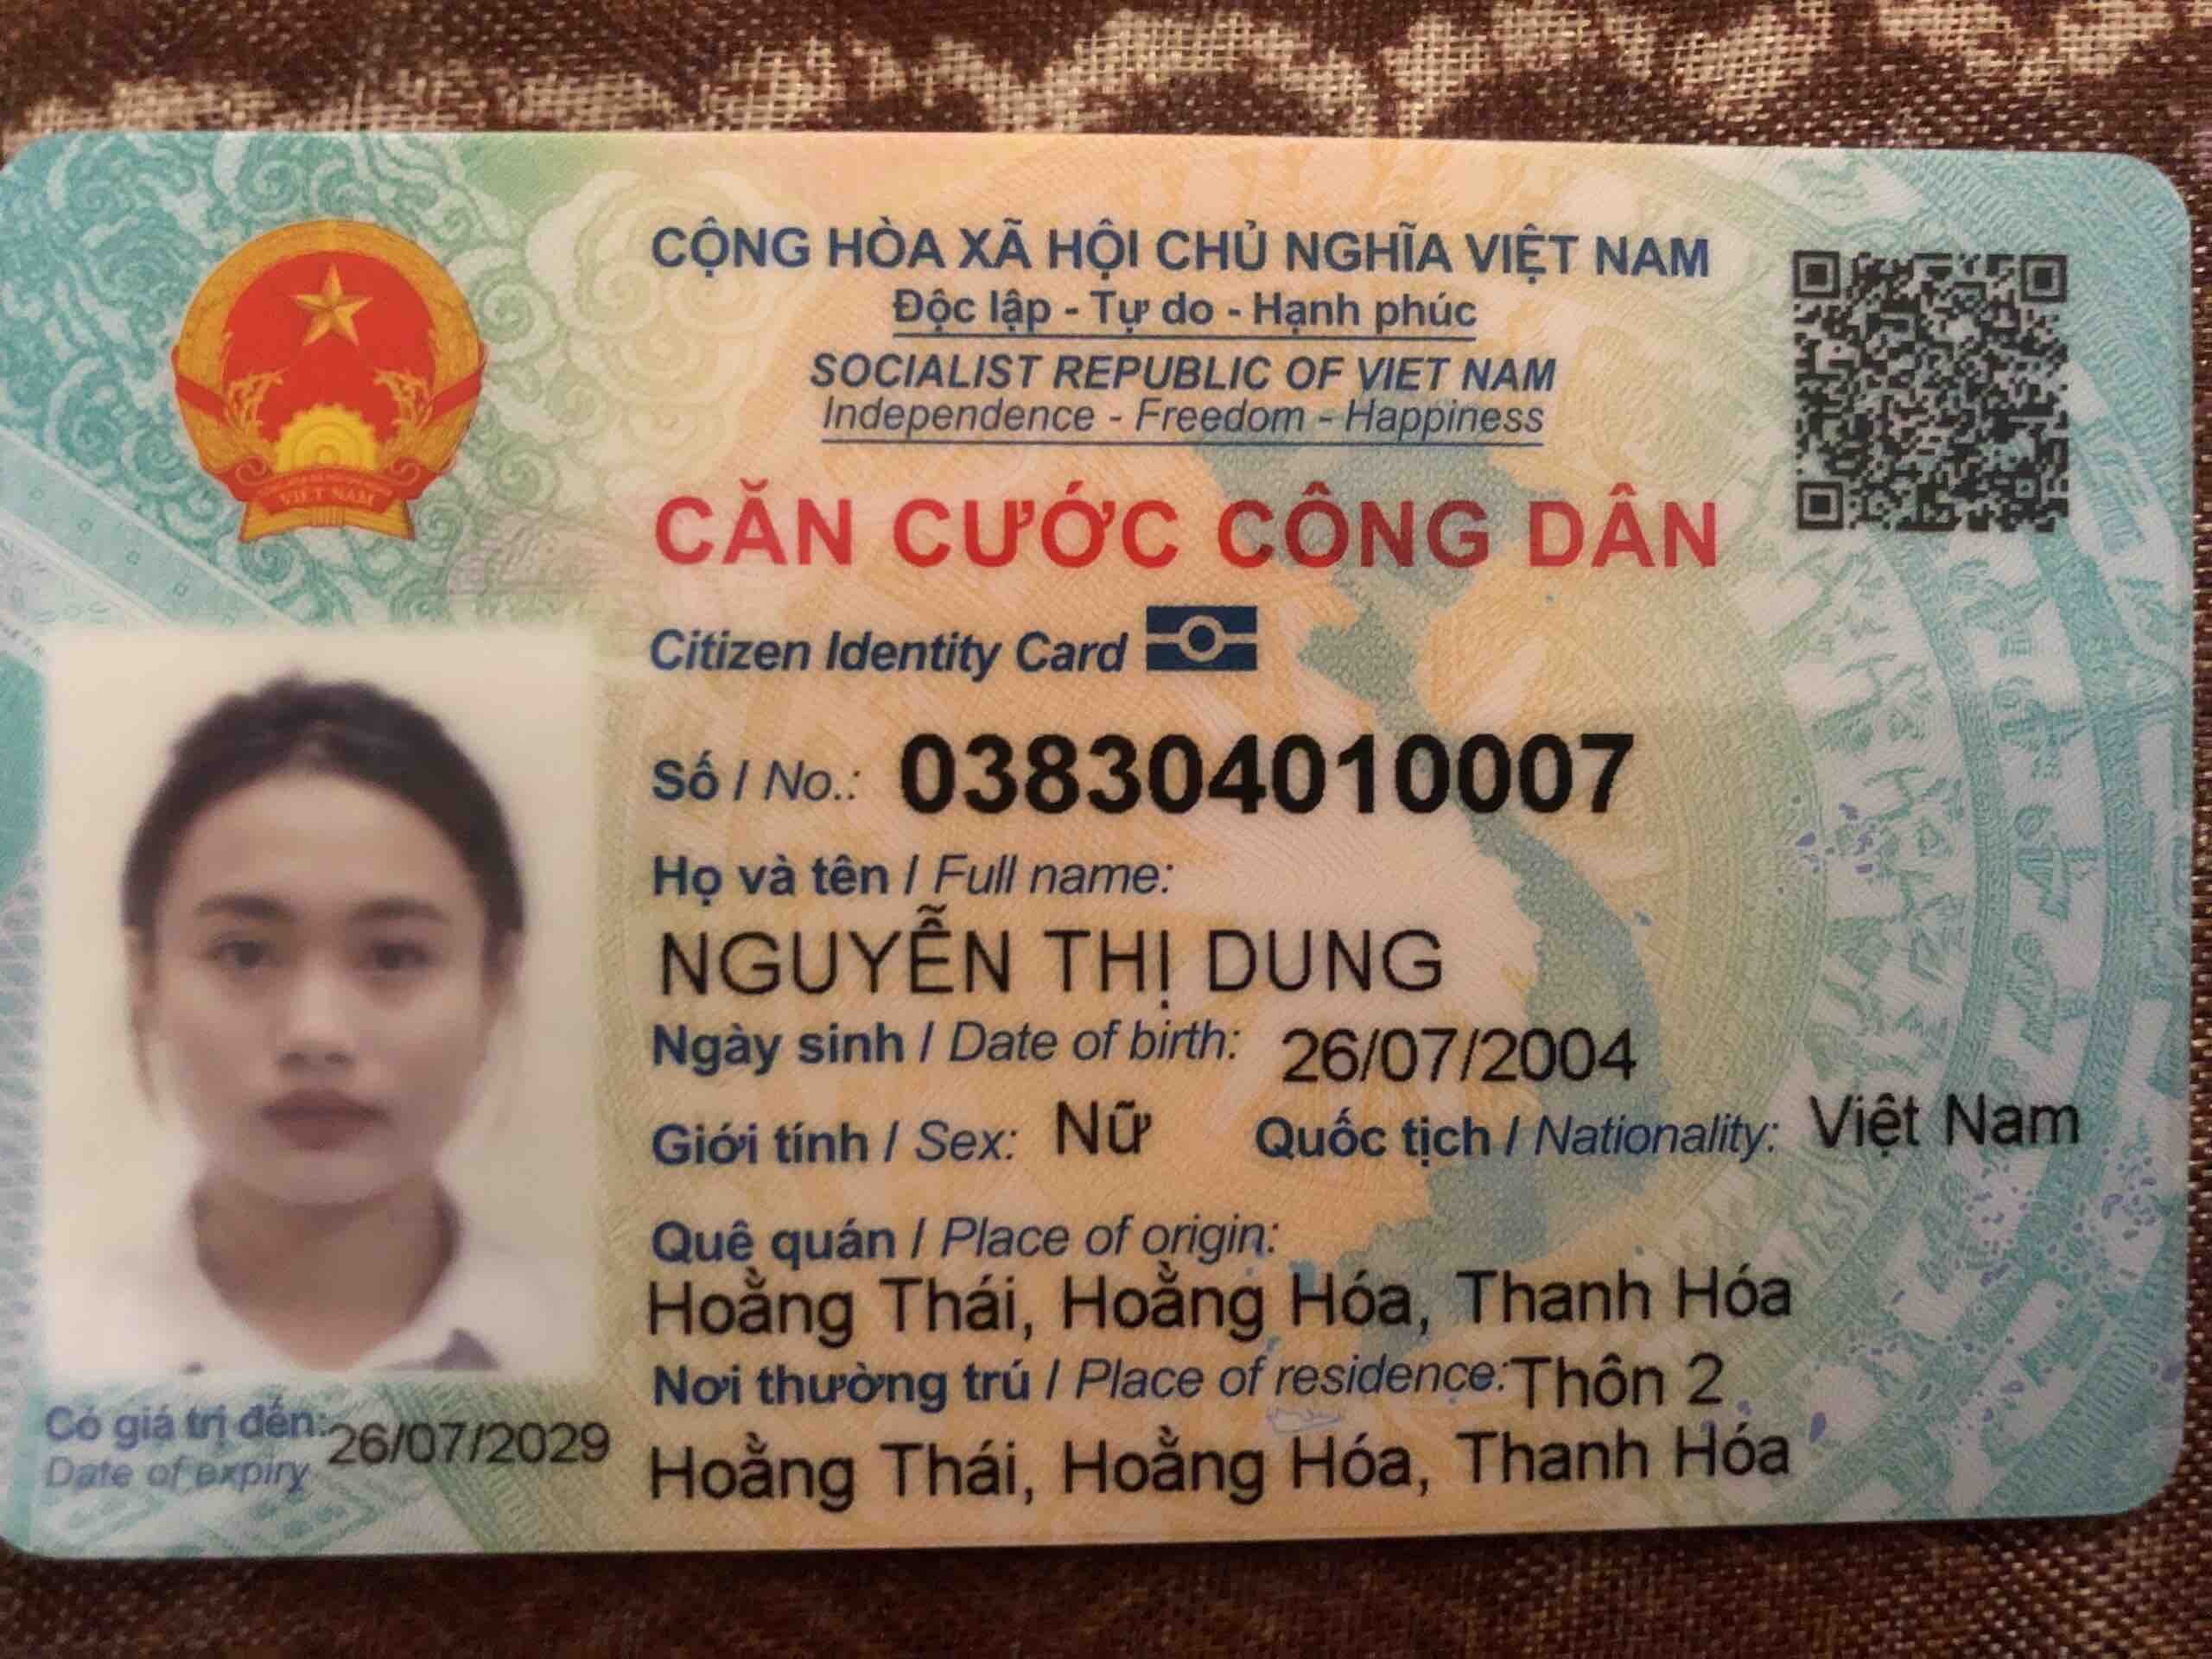 CỘNG HÒA XÃ HỘI CHỦ NGHĨA VIỆT NAM
Độc lập - Tự do - Hạnh phúc
SOCIALIST REPUBLIC OF VIET NAM
Independence - Freedom - Happiness
VIỆT NAM
CĂN CƯỚC CÔNG DÂN
Citizen Identity Card
Số / No.: 038304010007
Họ và tên / Full name:
NGUYỄN THỊ DUNG
Ngày sinh / Date of birth: 26/07/2004
Giới tính / Sex: Nữ Quốc tịch / Nationality: Việt Nam
Quê quán / Place of origin:
Hoằng Thái, Hoằng Hóa, Thanh Hóa
Nơi thường trú / Place of residence: Thôn 2
Hoằng Thái, Hoằng Hóa, Thanh Hóa
Có giá trị đến: 26/07/2029
Date of expiry